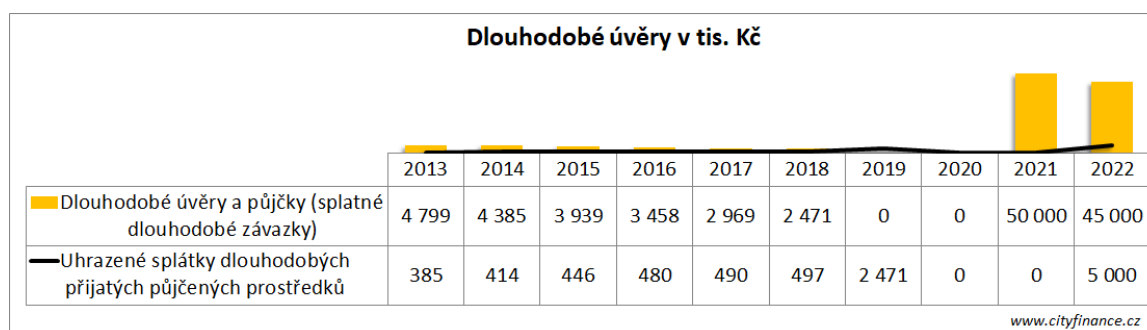 Dlouhodobé úvěry v tis. Kč
2013 2014 2015 2016 2017 2018 2019 2020 2021 2022
Dlouhodobé úvěry a půjčky (splatné
dlouhodobé závazky)
4 799 4 385 3 939 3 458 2 969 2 471 0 0 50 000 45 000
Uhrazené splátky dlouhodobých
přijatých půjčených prostředků
385 414 446 480 490 497 2 471 0 0 5 000
www.cityfinance.cz